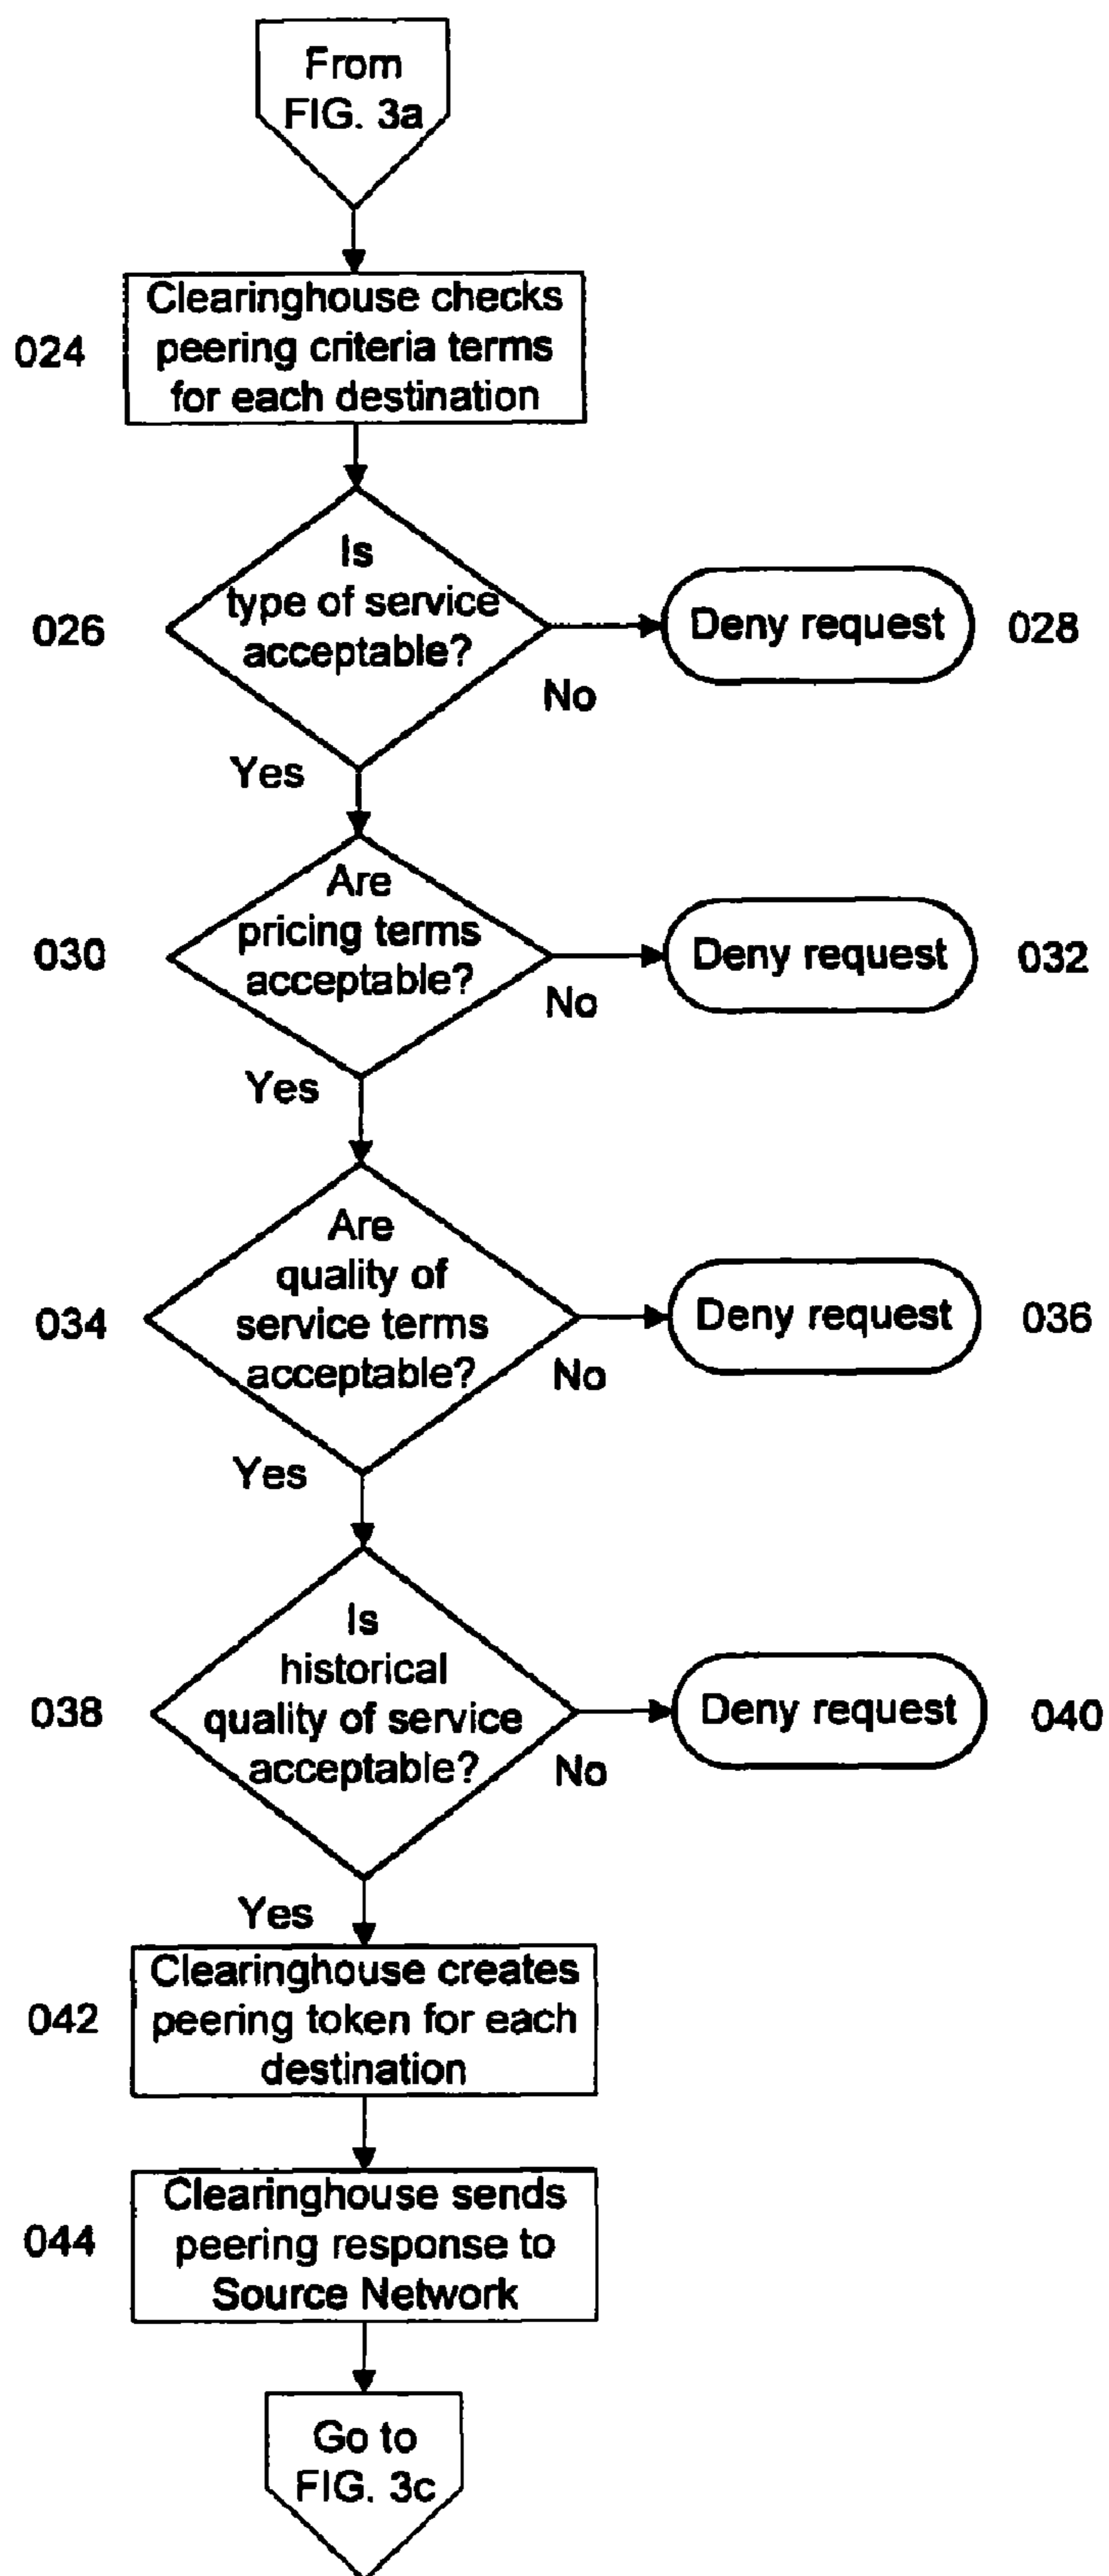 From
FIG. 3a
Clearinghouse checks
peering criteria terms
for each destination
024
Is
type of service
acceptable?
026
Deny request
028
No
Yes
Are
pricing terms
acceptable?
030
Deny request
032
No
Yes
Are
quality of
service terms
acceptable?
034
Deny request
036
No
Yes
Is
historical
quality of service
acceptable?
038
Deny request
040
No
Yes
Clearinghouse creates
peering token for each
destination
042
Clearinghouse sends
peering response to
Source Network
044
Go to
FIG. 3c